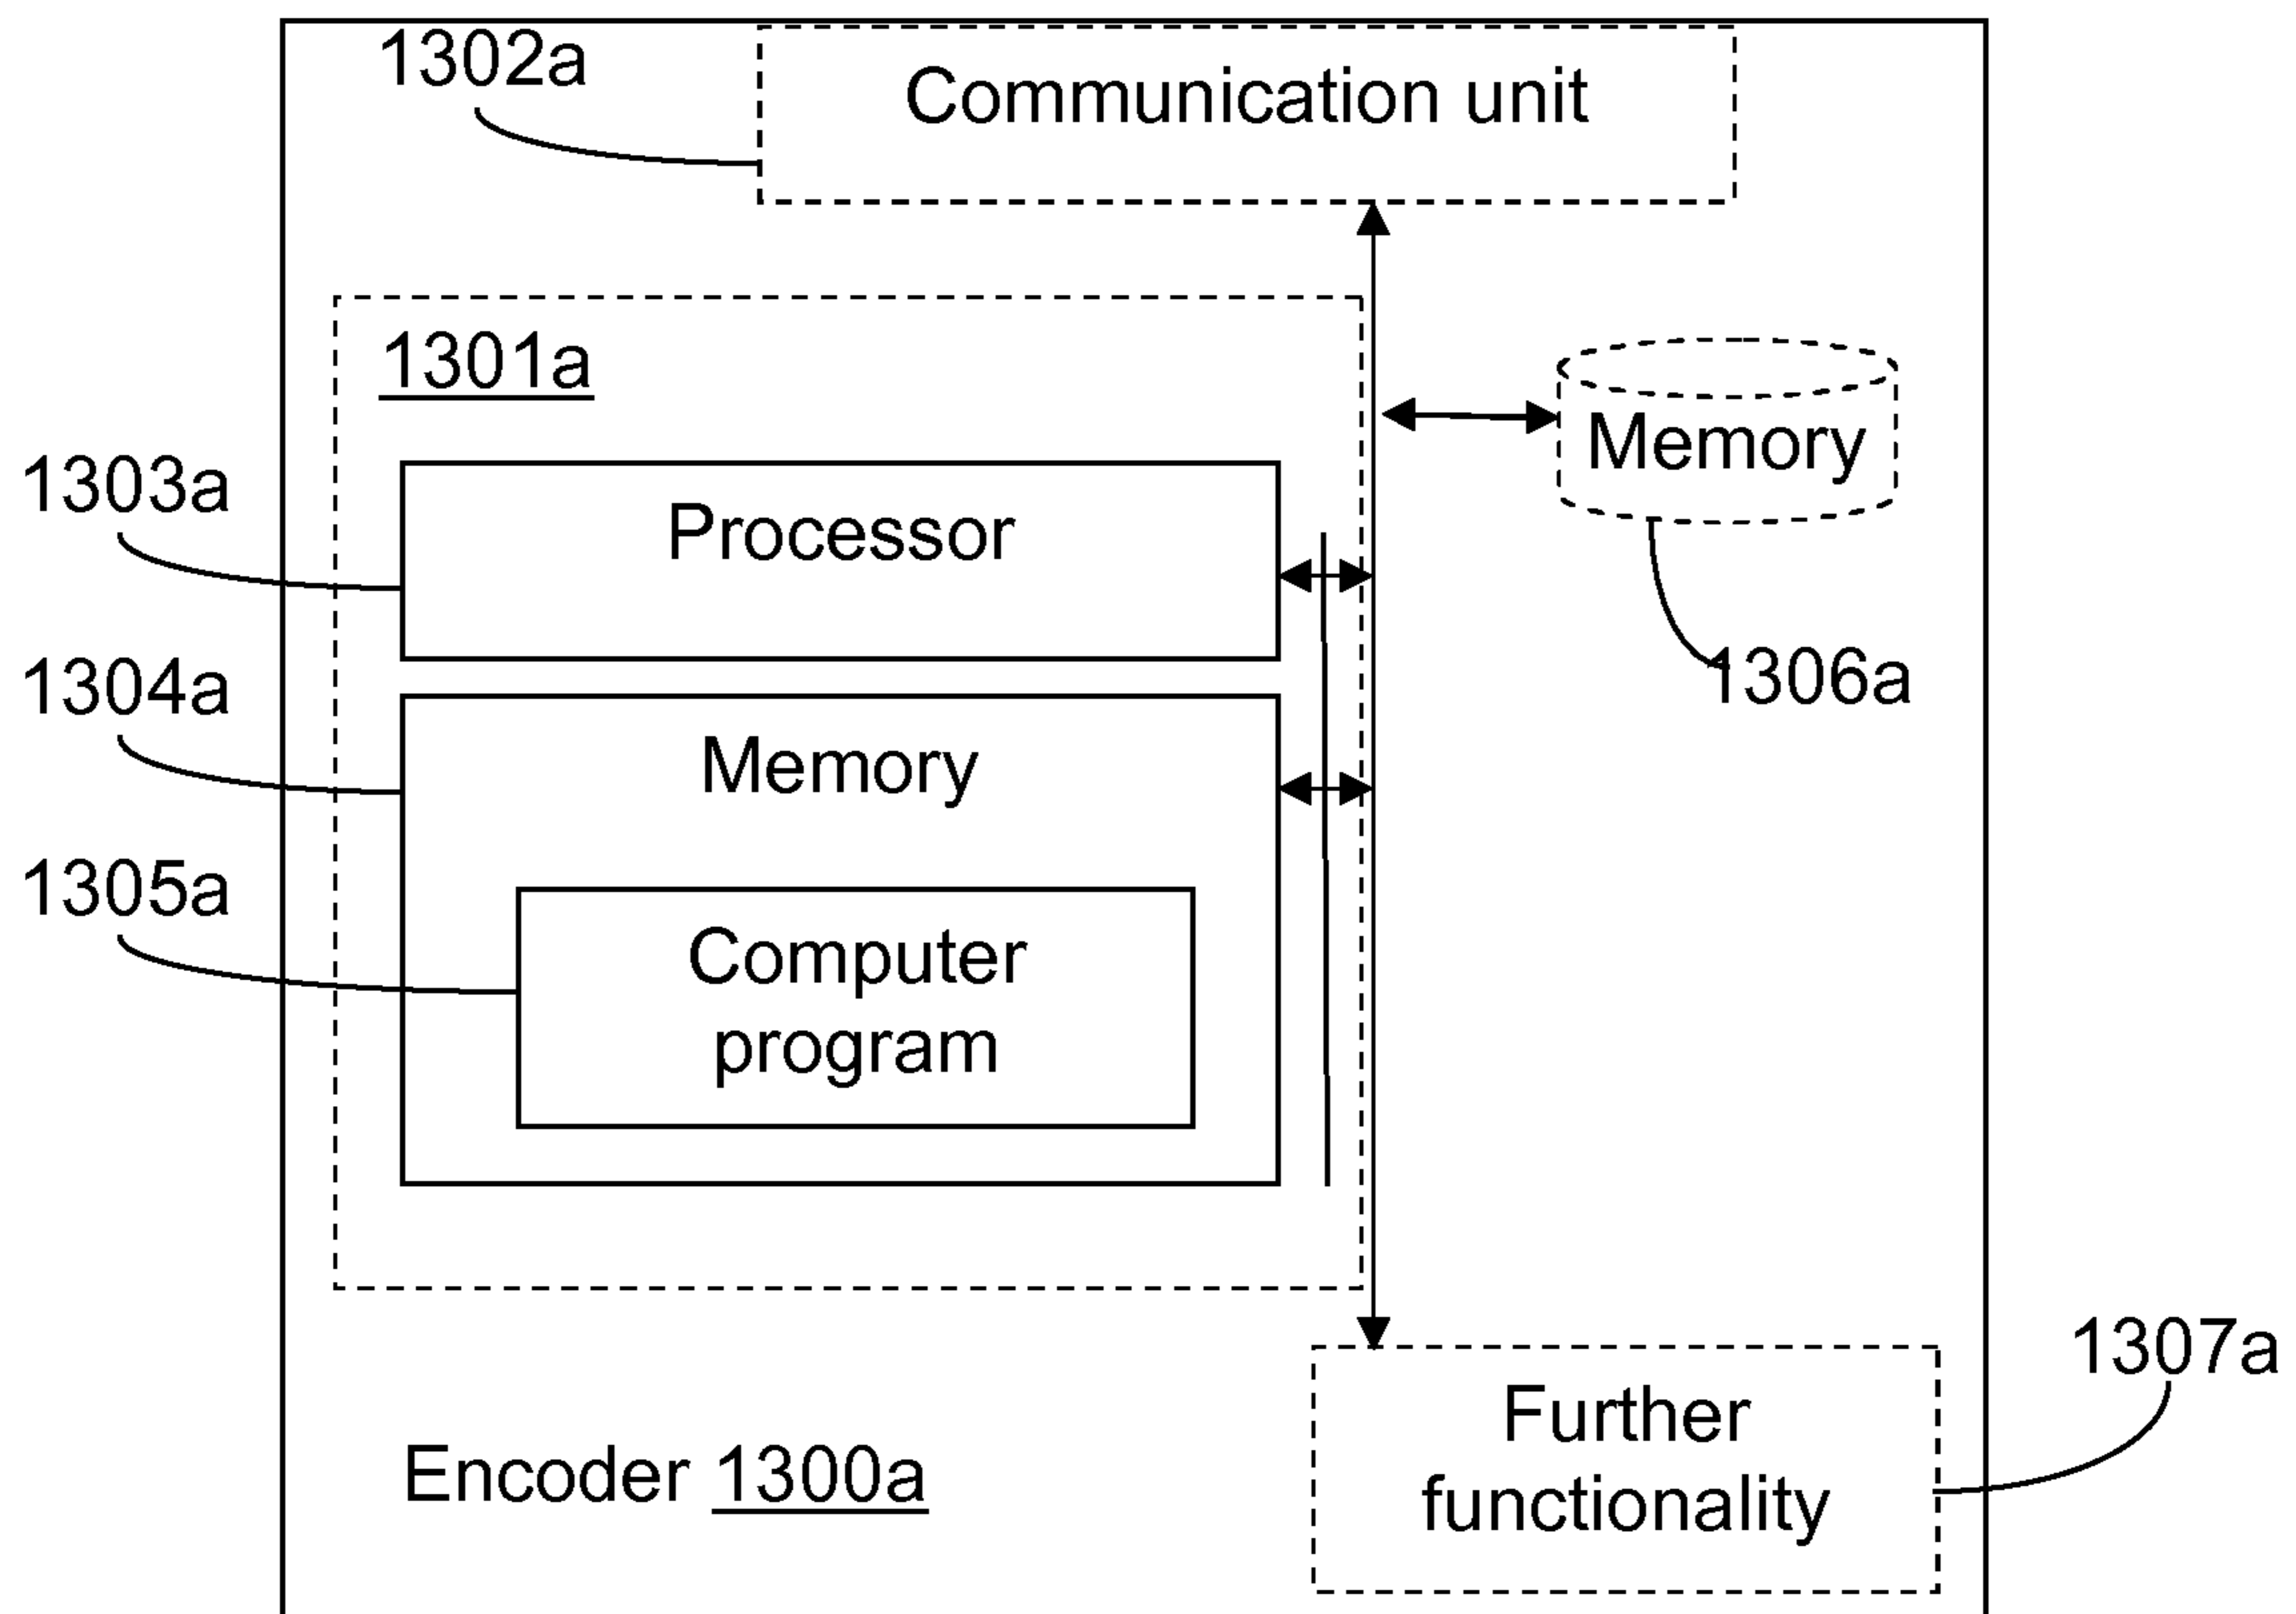 1302a
Communication unit
1301a
1303a
Processor
Memory
1306a
1304a
Memory
1305a
Computer
program
1307a
Further
functionality
Encoder 1300a